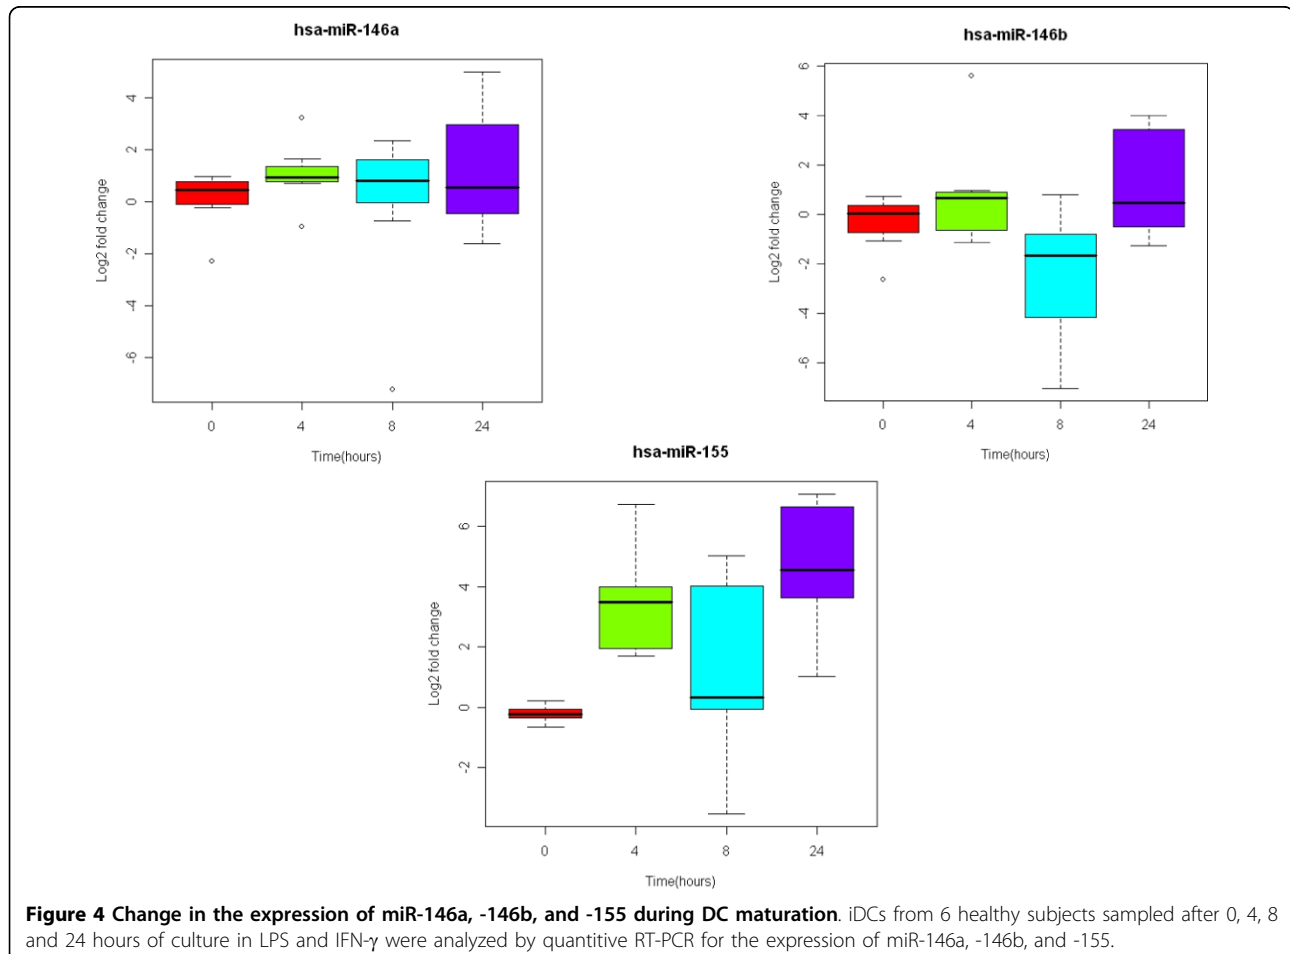 hsa-miR-146a
Log2 fold change
4
2
0
-2
-4
-6
0 4 8 24
Time(hours)
hsa-miR-146b
Log2 fold change
6
4
2
0
-2
-4
-6
0 4 8 24
Time(hours)
hsa-miR-155
Log2 fold change
6
4
2
0
-2
0 4 8 24
Time(hours)
Figure 4 Change in the expression of miR-146a, -146b, and -155 during DC maturation. iDCs from 6 healthy subjects sampled after 0, 4, 8
and 24 hours of culture in LPS and IFN-γ were analyzed by quantitive RT-PCR for the expression of miR-146a, -146b, and -155.